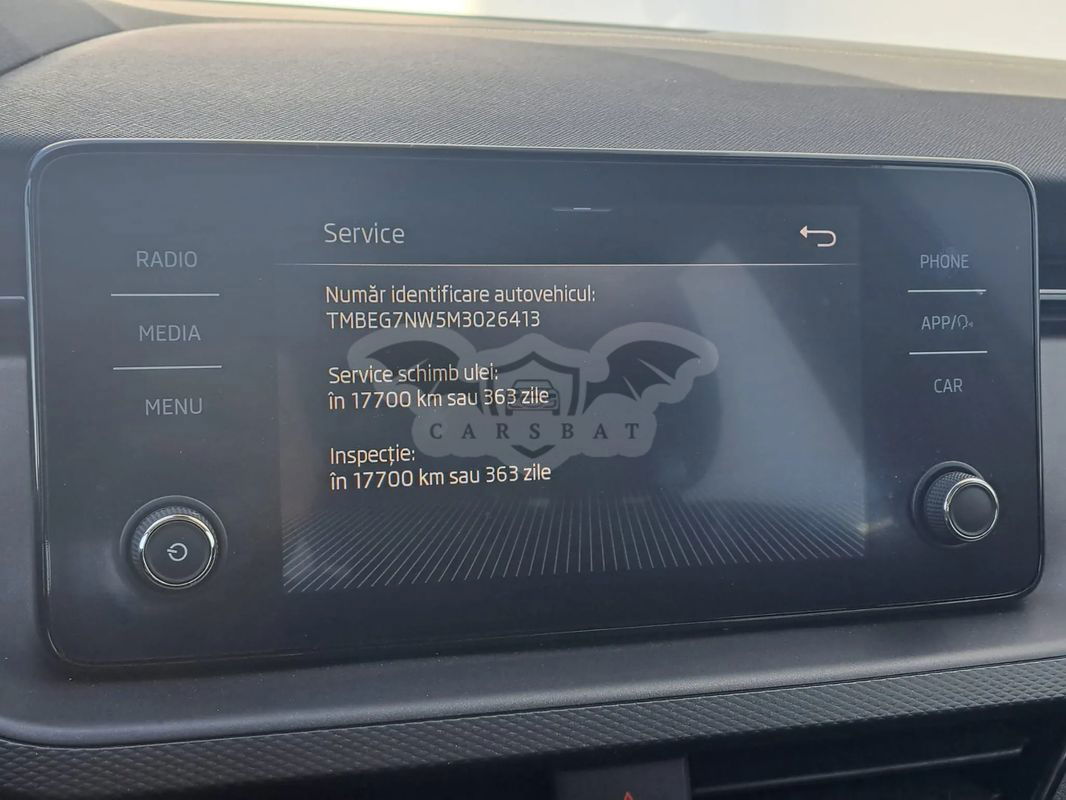 Service
RADIO
MEDIA
MENU
Număr identificare autovehicul:
TMBEG7NW5M3026413
Service schimb ulei:
în 17700 km sau 363 zile
Inspecție:
în 17700 km sau 363 zile
CARSBAT
PHONE
APP/
CAR